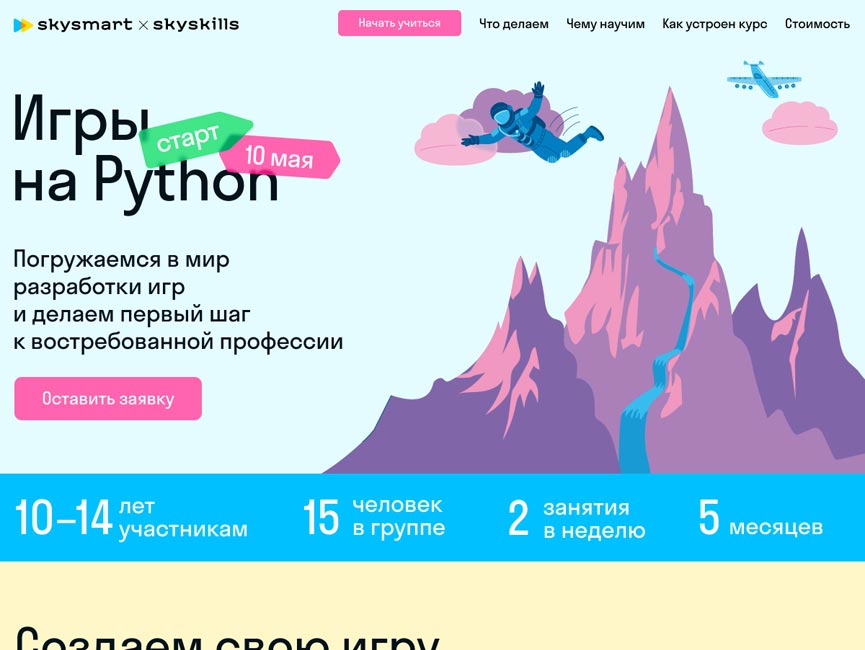 skysmart × skyskills
Начать учиться
Что делаем
Чему научим
Как устроен курс
Стоимость
Игры
на Python
старт
10 мая
Погружаемся в мир
разработки игр
и делаем первый шаг
к востребованной профессии
Оставить заявку
10–14 лет
участникам
15 человек
в группе
2 занятия
в неделю
5 месяцев
Создаем свою игру